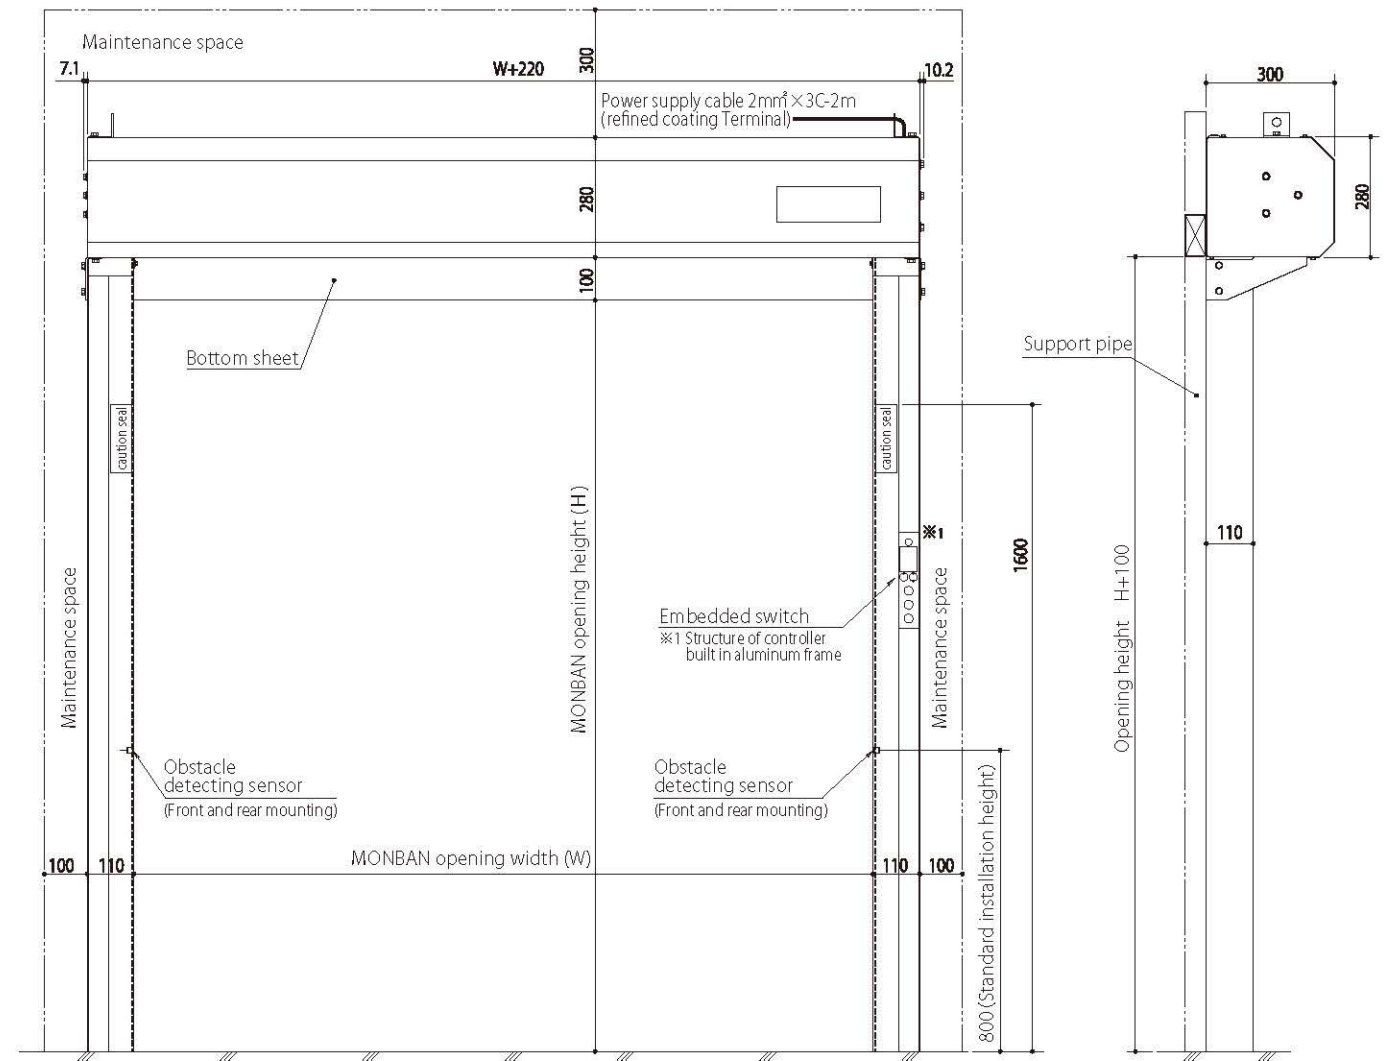 Maintenance space
7.1
W+220
300
10.2
Power supply cable 2mm²×3C-2m
(refined coating Terminal)
300
280
280
100
Bottom sheet
Support pipe
caution seal
caution seal
MONBAN opening height (H)
※1
1600
110
Opening height H+100
Maintenance space
Embedded switch
※1 Structure of controller
built in aluminum frame
Maintenance space
Obstacle
detecting sensor
(Front and rear mounting)
Obstacle
detecting sensor
(Front and rear mounting)
800 (Standard installation height)
MONBAN opening width (W)
100
110
110
100